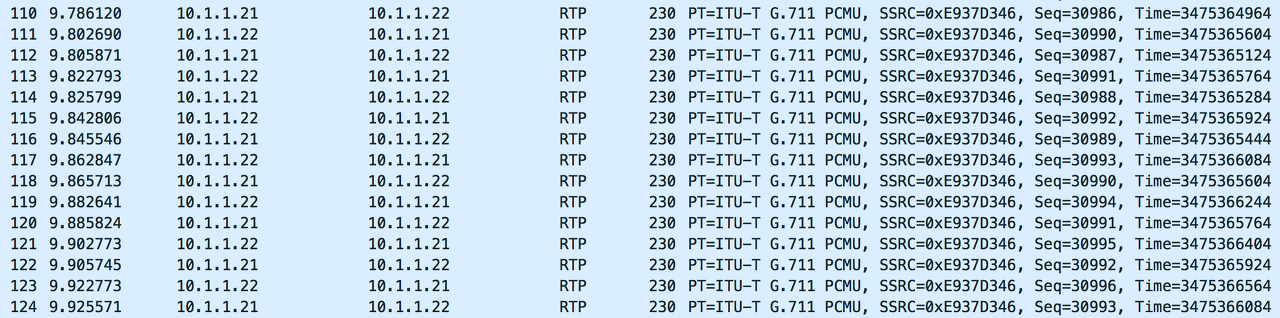 110 9.786120 10.1.1.21 10.1.1.22 RTP 230 PT=ITU-T G.711 PCMU, SSRC=0xE937D346, Seq=30986, Time=3475364964
111 9.802690 10.1.1.22 10.1.1.21 RTP 230 PT=ITU-T G.711 PCMU, SSRC=0xE937D346, Seq=30990, Time=3475365604
112 9.805871 10.1.1.21 10.1.1.22 RTP 230 PT=ITU-T G.711 PCMU, SSRC=0xE937D346, Seq=30987, Time=3475365124
113 9.822793 10.1.1.22 10.1.1.21 RTP 230 PT=ITU-T G.711 PCMU, SSRC=0xE937D346, Seq=30991, Time=3475365764
114 9.825799 10.1.1.21 10.1.1.22 RTP 230 PT=ITU-T G.711 PCMU, SSRC=0xE937D346, Seq=30988, Time=3475365284
115 9.842806 10.1.1.22 10.1.1.21 RTP 230 PT=ITU-T G.711 PCMU, SSRC=0xE937D346, Seq=30992, Time=3475365924
116 9.845546 10.1.1.21 10.1.1.22 RTP 230 PT=ITU-T G.711 PCMU, SSRC=0xE937D346, Seq=30989, Time=3475365444
117 9.862847 10.1.1.22 10.1.1.21 RTP 230 PT=ITU-T G.711 PCMU, SSRC=0xE937D346, Seq=30993, Time=3475366084
118 9.865713 10.1.1.21 10.1.1.22 RTP 230 PT=ITU-T G.711 PCMU, SSRC=0xE937D346, Seq=30990, Time=3475365604
119 9.882641 10.1.1.22 10.1.1.21 RTP 230 PT=ITU-T G.711 PCMU, SSRC=0xE937D346, Seq=30994, Time=3475366244
120 9.885824 10.1.1.21 10.1.1.22 RTP 230 PT=ITU-T G.711 PCMU, SSRC=0xE937D346, Seq=30991, Time=3475365764
121 9.902773 10.1.1.22 10.1.1.21 RTP 230 PT=ITU-T G.711 PCMU, SSRC=0xE937D346, Seq=30995, Time=3475366404
122 9.905745 10.1.1.21 10.1.1.22 RTP 230 PT=ITU-T G.711 PCMU, SSRC=0xE937D346, Seq=30992, Time=3475365924
123 9.922773 10.1.1.22 10.1.1.21 RTP 230 PT=ITU-T G.711 PCMU, SSRC=0xE937D346, Seq=30996, Time=3475366564
124 9.925571 10.1.1.21 10.1.1.22 RTP 230 PT=ITU-T G.711 PCMU, SSRC=0xE937D346, Seq=30993, Time=3475366084